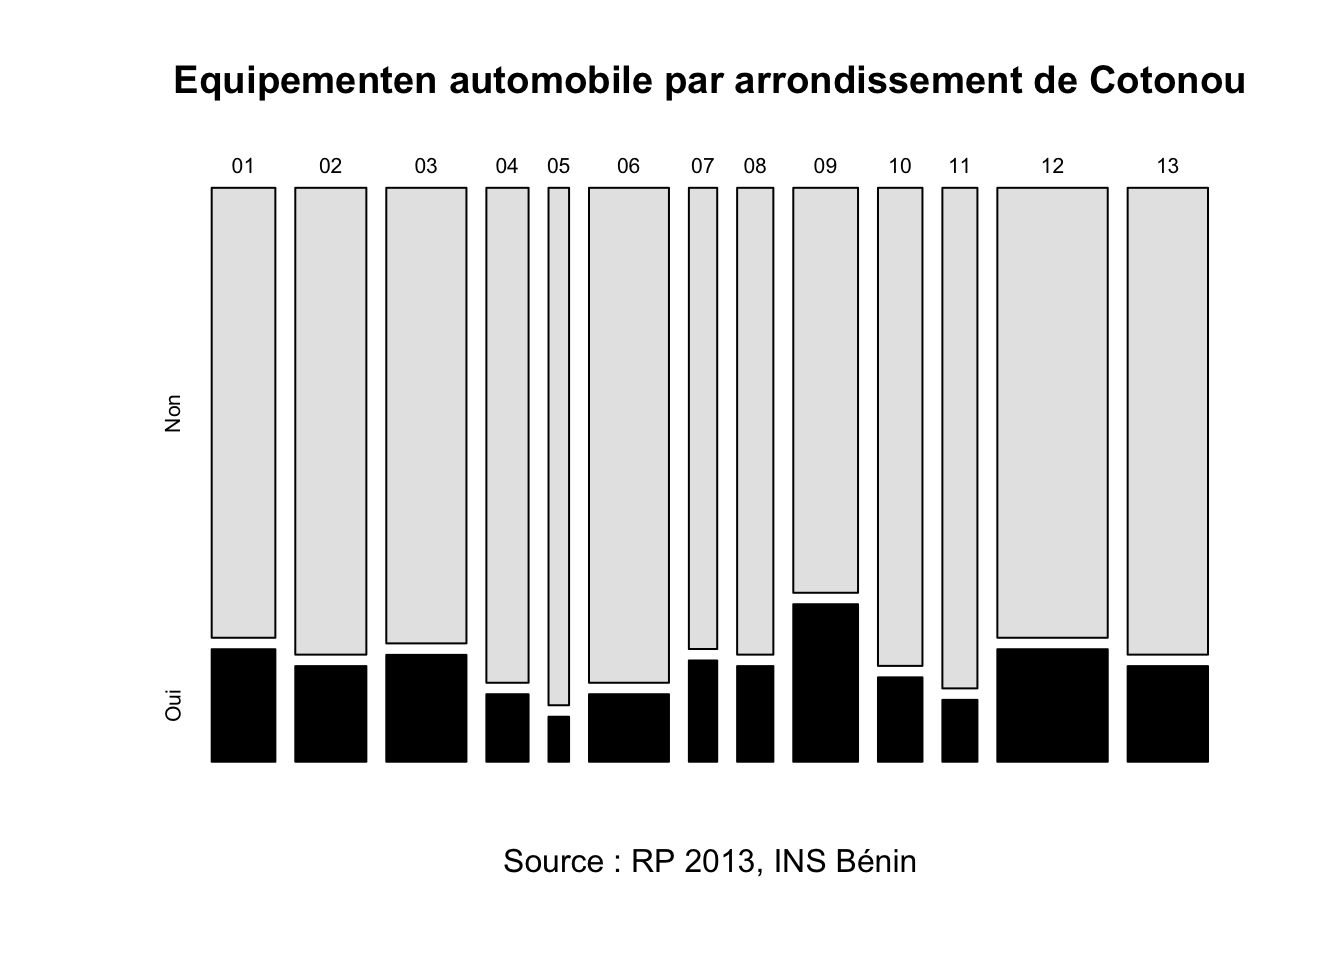 Equipementen automobile par arrondissement de Cotonou
01 02 03 04 05 06 07 08 09 10 11 12 13
Non
Oui
Source : RP 2013, INS Bénin